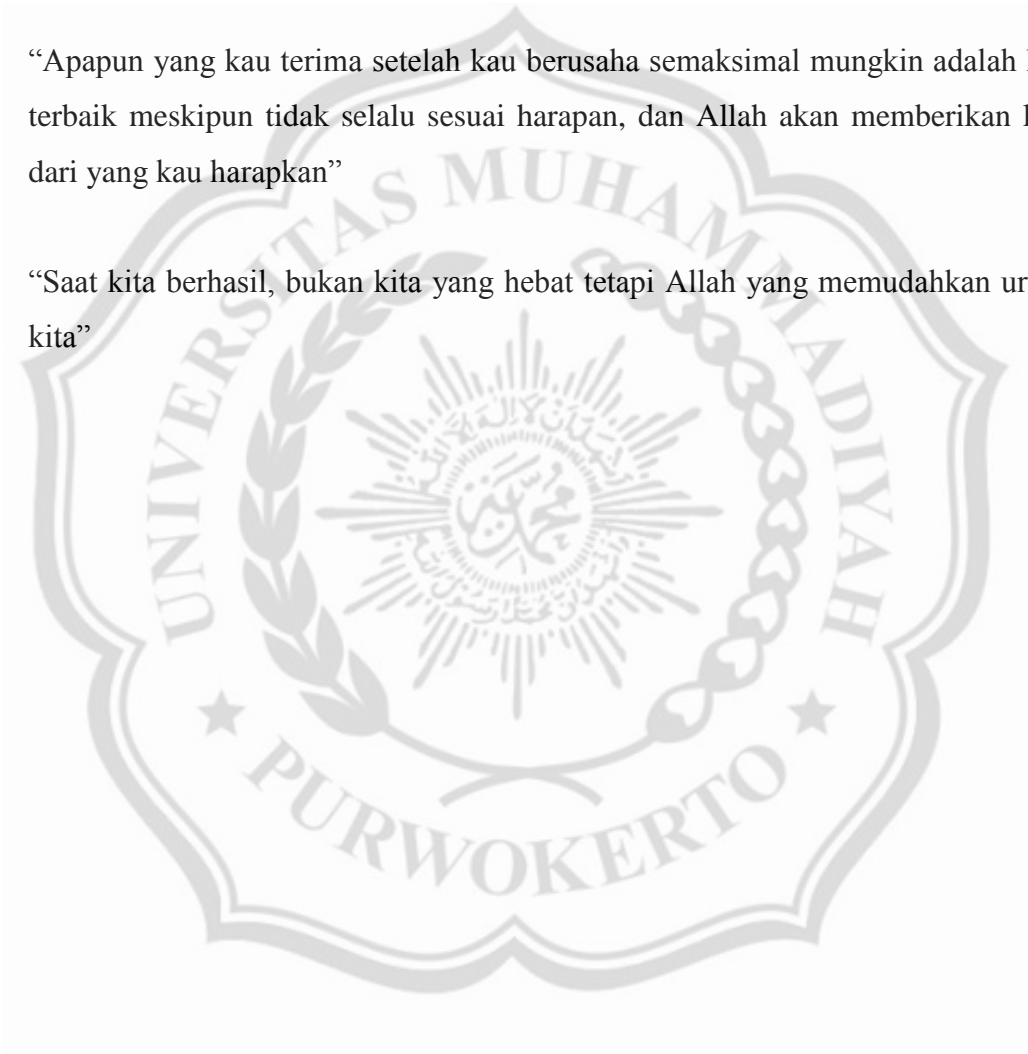 “Apapun yang kau terima setelah kau berusaha semaksimal mungkin adalah
terbaik meskipun tidak selalu sesuai harapan, dan Allah akan memberikan
dari yang kau harapkan”
“Saat kita berhasil, bukan kita yang hebat tetapi Allah yang memudahkan
kita”
UNIVERSITAS MUHAMMADIYAH
PURWOKERTO